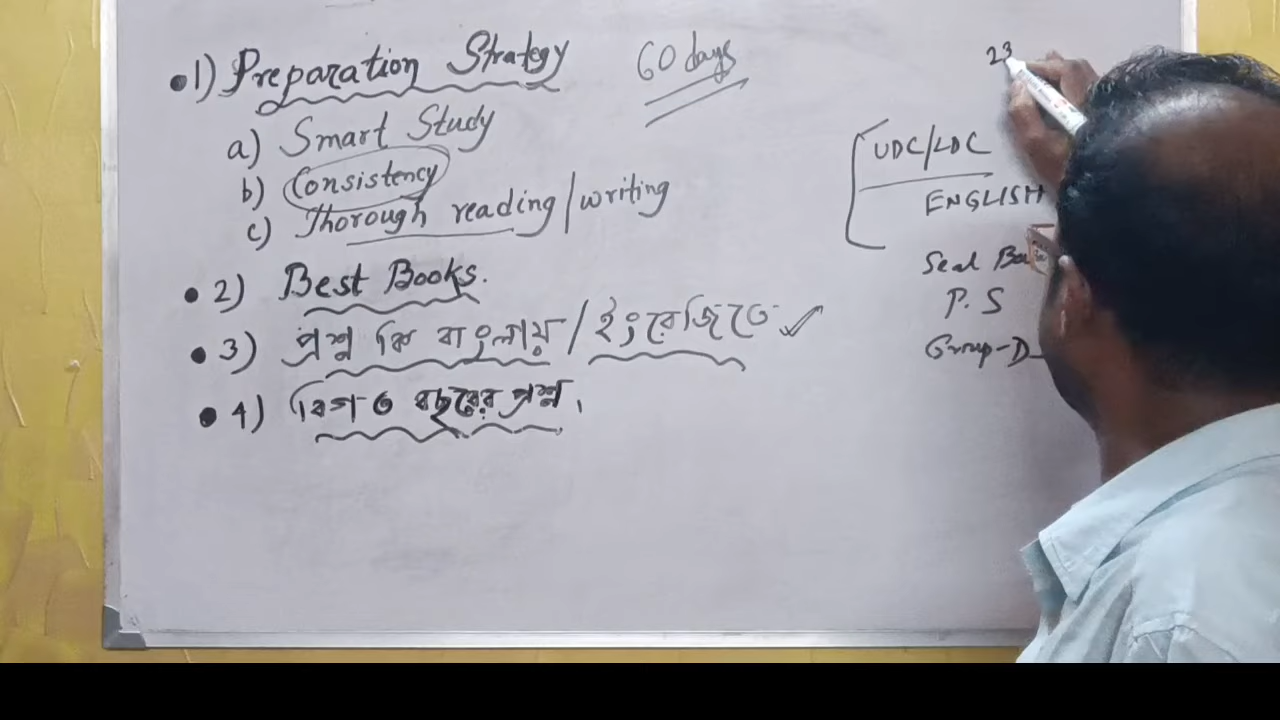 1) Preparation Strategy 60 days
a) Smart Study
b) Consistency
c) Thorough reading/writing
2) Best Books.
3) প্রশ্ন কি বাংলায়/ইংরেজিতে
4) বিগত বছরের প্রশ্ন
23
UDC/LDC
ENGLISH
Seal
P.S
Group-D